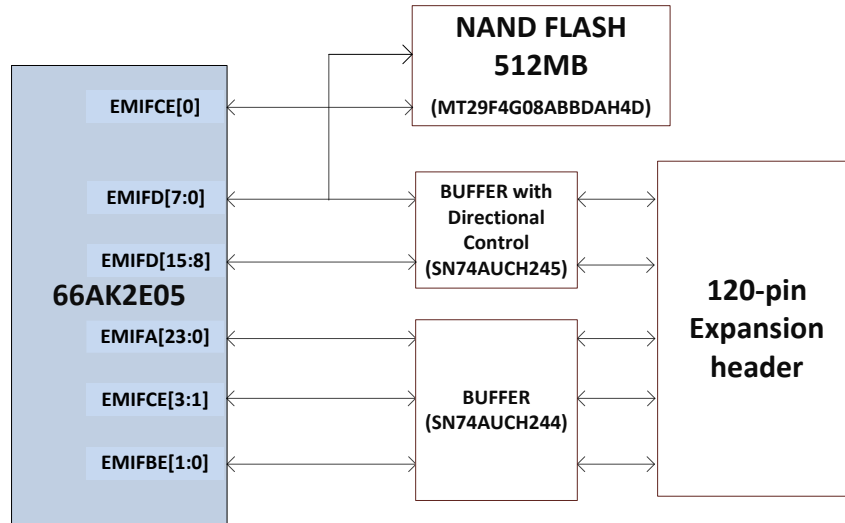 NAND FLASH
512MB
(MT29F4G08ABBDAH4D)
EMIFCE[0]
EMIFD[7:0]
EMIFD[15:8]
66AK2E05
EMIFA[23:0]
EMIFCE[3:1]
EMIFBE[1:0]
BUFFER with
Directional
Control
(SN74AUCH245)
BUFFER
(SN74AUCH244)
120-pin
Expansion
header